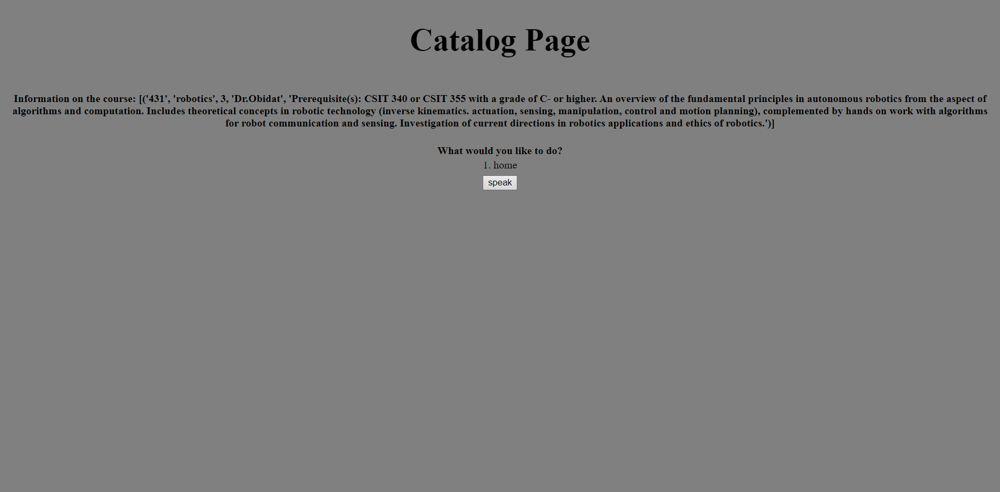 Catalog Page
Information on the course: [('431', 'robotics', 3, 'Dr.Obidat', 'Prerequisite(s): CSIT 340 or CSIT 355 with a grade of C- or higher. An overview of the fundamental principles in autonomous robotics from the aspect of
algorithms and computation. Includes theoretical concepts in robotic technology (inverse kinematics. actuation, sensing, manipulation, control and motion planning), complemented by hands on work with algorithms
for robot communication and sensing. Investigation of current directions in robotics applications and ethics of robotics.')]
What would you like to do?
1. home
speak